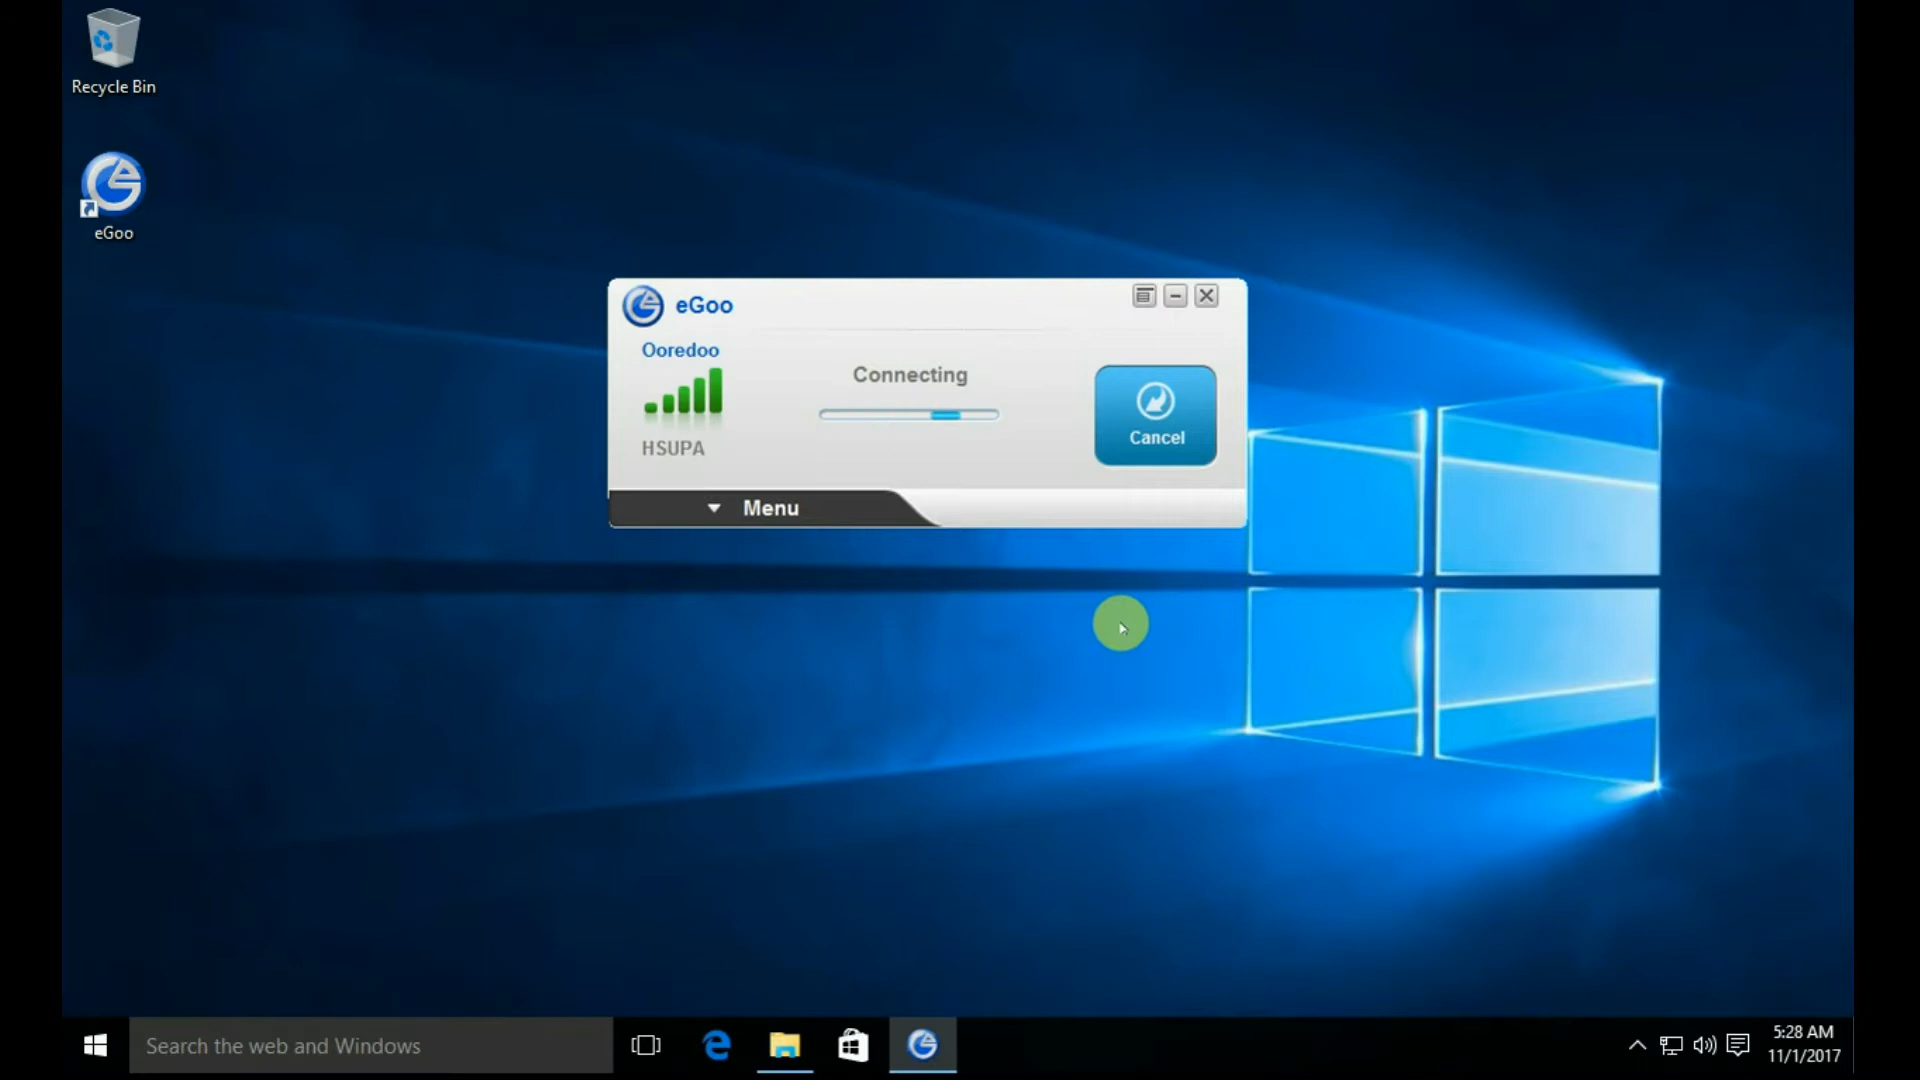 Recycle Bin
eGoo
eGoo
Ooredoo
Connecting
HSUPA
Cancel
Menu
Search the web and Windows
5:28 AM
11/1/2017